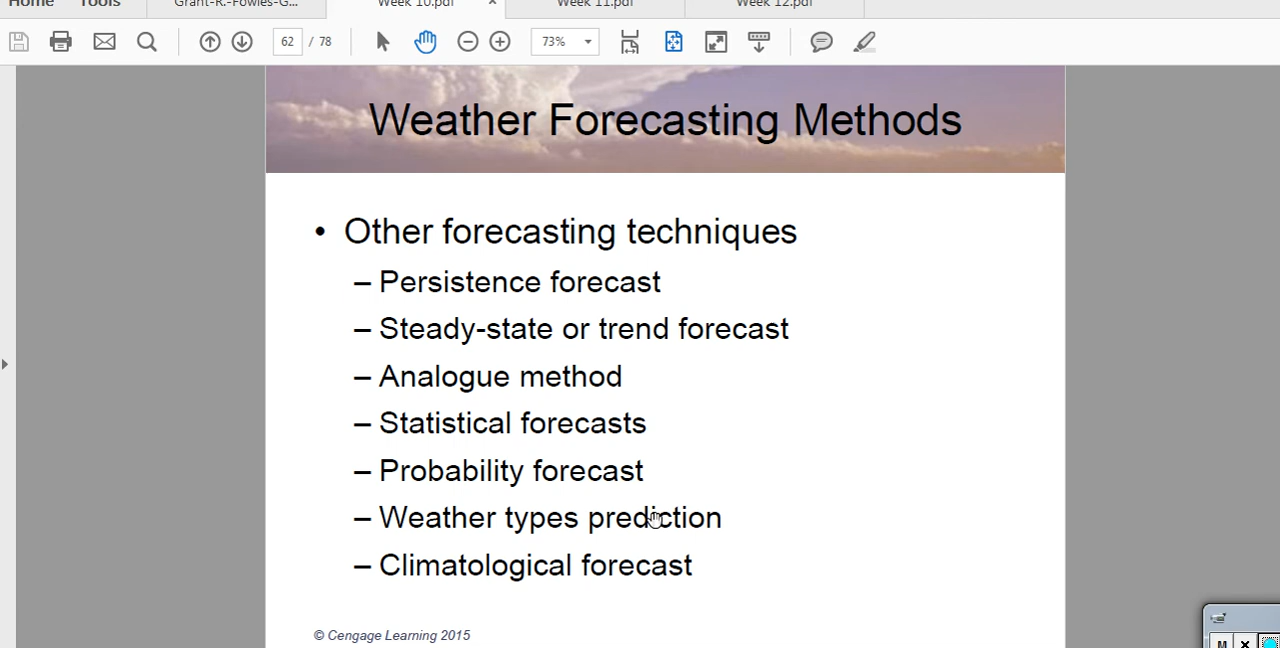 Home Tools Grant-R.-Fowles-G... Week 10.pdf × Week 11.pdf Week 12.pdf
62 / 78 73%
Weather Forecasting Methods
• Other forecasting techniques
– Persistence forecast
– Steady-state or trend forecast
– Analogue method
– Statistical forecasts
– Probability forecast
– Weather types prediction
– Climatological forecast
© Cengage Learning 2015
M